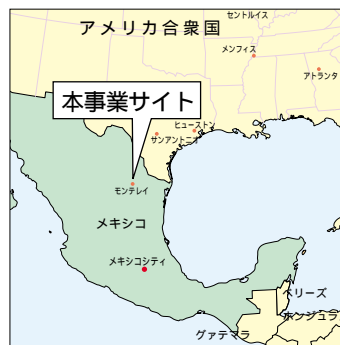 セントルイス
アメリカ合衆国
メンフィス
アトランタ
本事業サイト
ヒューストン
サンアントニオ
モンテレイ
メキシコ
メキシコシティ
ベリーズ
ホンジュラ
グァテマラ